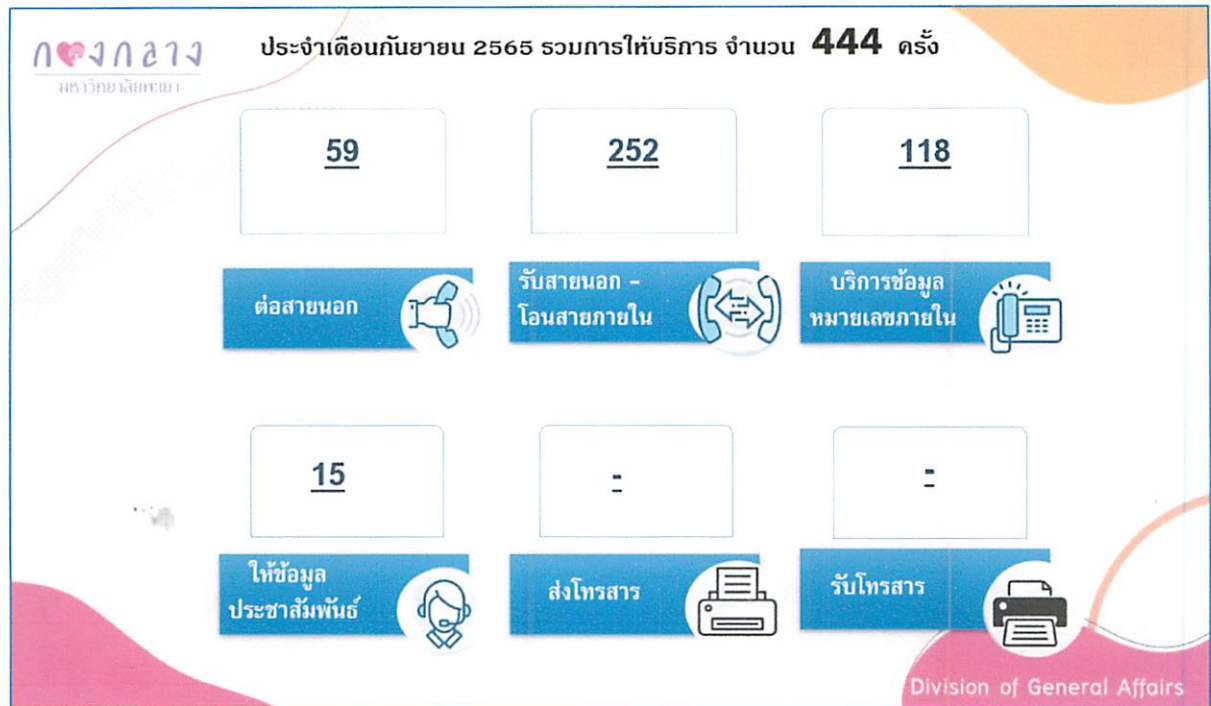 กองกลาง
มหาวิทยาลัยพะเยา
ประจำเดือนกันยายน 2565 รวมการให้บริการ จำนวน 444 ครั้ง
59
252
118
ต่อสายนอก
รับสายนอก -
โอนสายภายใน
บริการข้อมูล
หมายเลขภายใน
15
-
-
ให้ข้อมูล
ประชาสัมพันธ์
ส่งโทรสาร
รับโทรสาร
Division of General Affairs